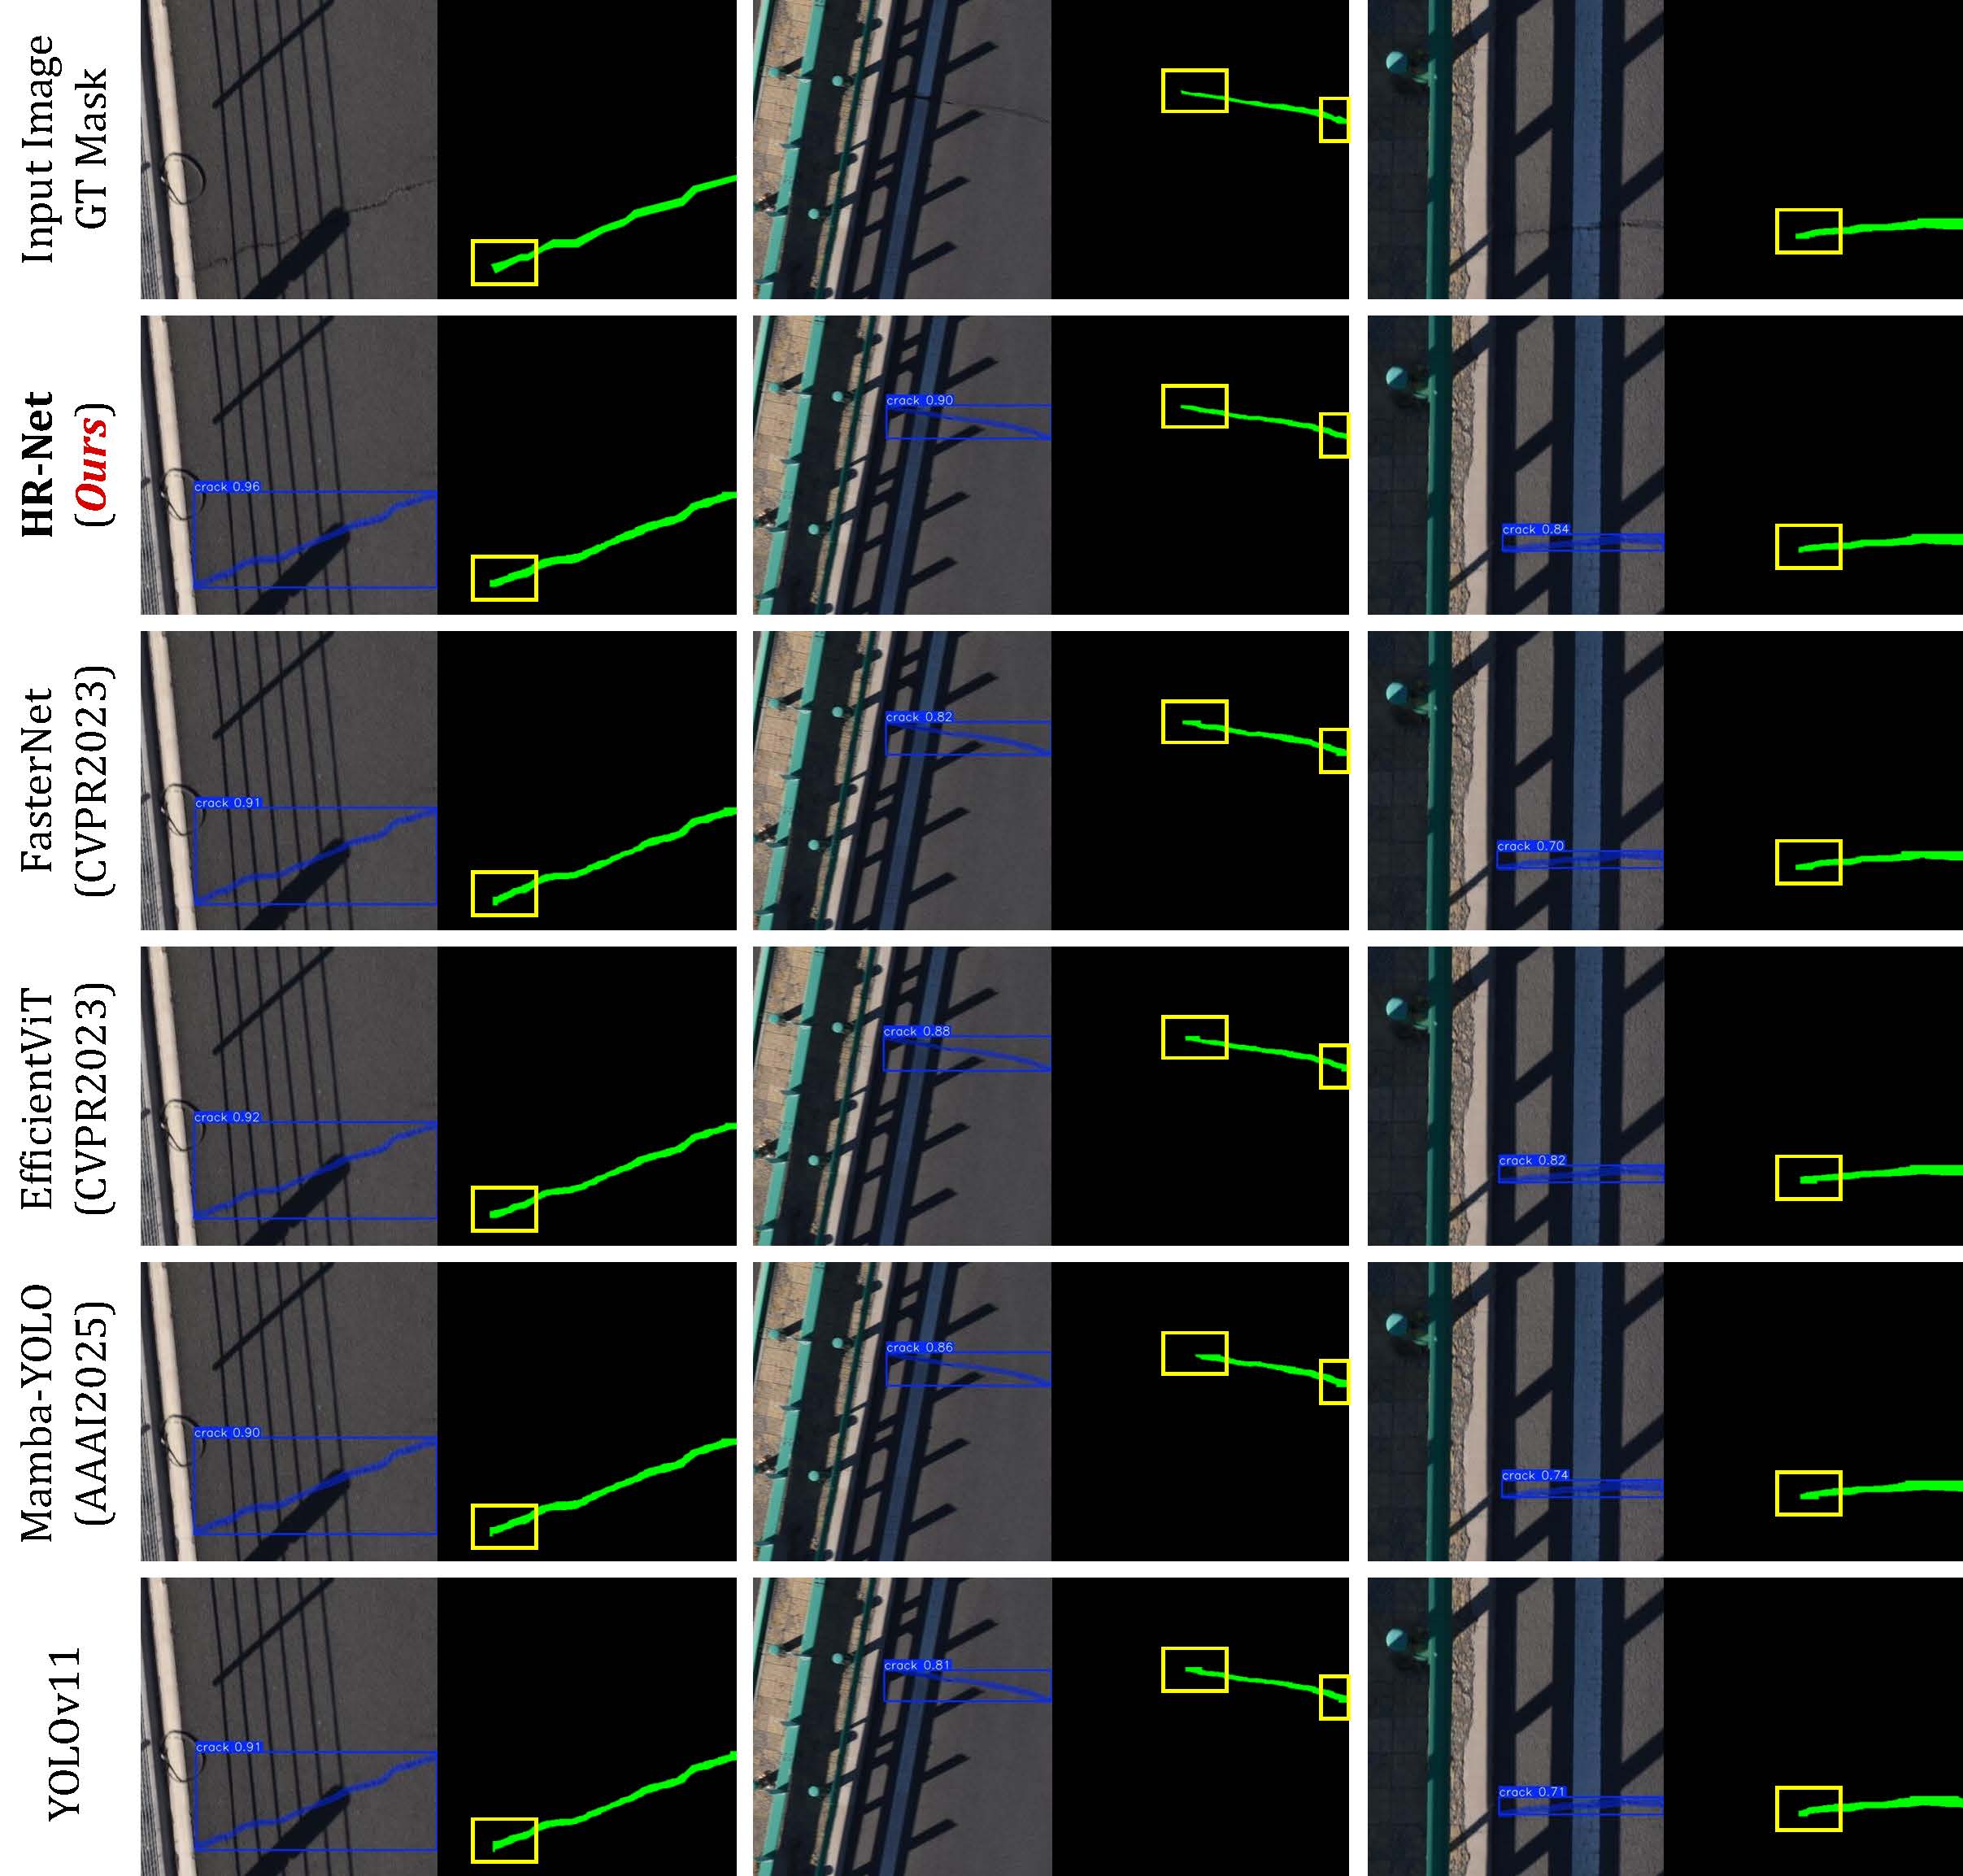 Input Image
GT Mask
HR-Net
(Ours)
crack 0.96
crack 0.90
crack 0.84
FasterNet
(CVPR2023)
crack 0.91
crack 0.82
crack 0.70
EfficientViT
(CVPR2023)
crack 0.92
crack 0.88
crack 0.82
Mamba-YOLO
(AAAI2025)
crack 0.90
crack 0.86
crack 0.74
YOLOv11
crack 0.91
crack 0.81
crack 0.71